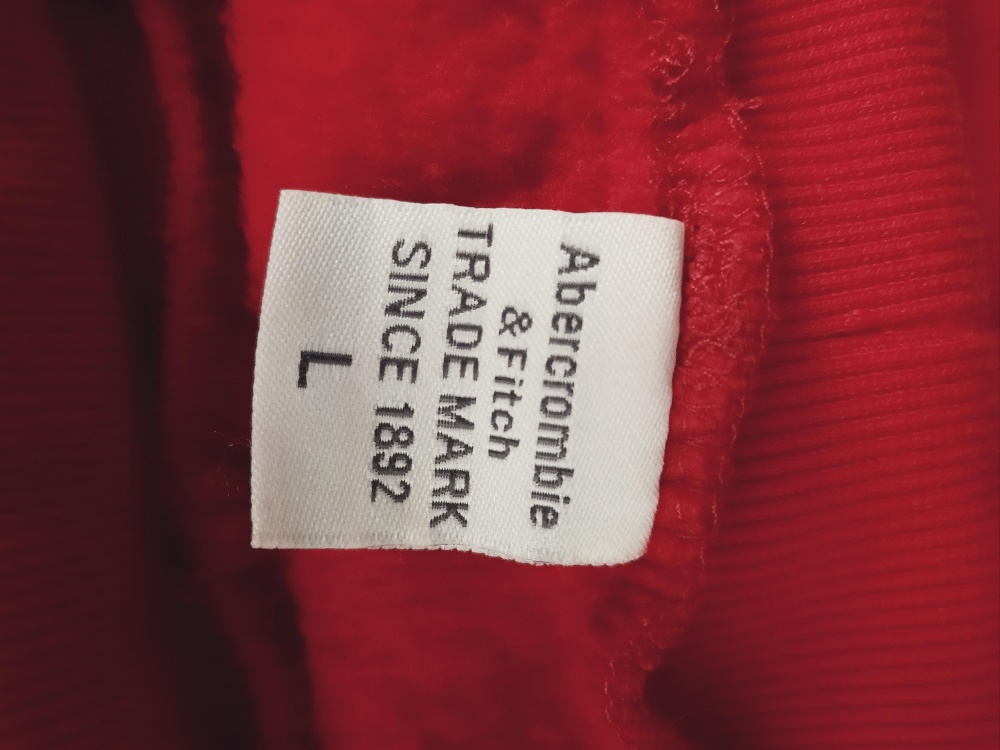 Abercrombie
& Fitch
TRADE MARK
SINCE 1892
L